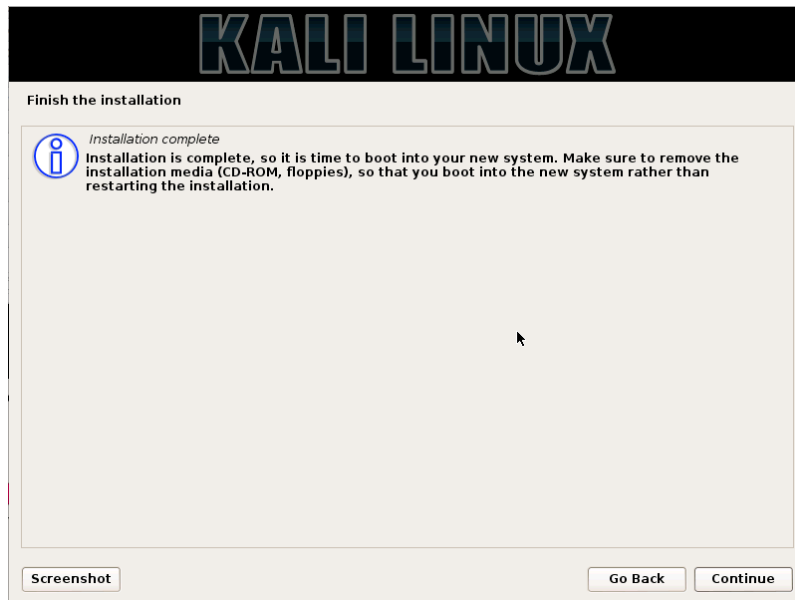 KALI LINUX
Finish the installation
Installation complete
Installation is complete, so it is time to boot into your new system. Make sure to remove the
installation media (CD-ROM, floppies), so that you boot into the new system rather than
restarting the installation.
Screenshot
Go Back
Continue